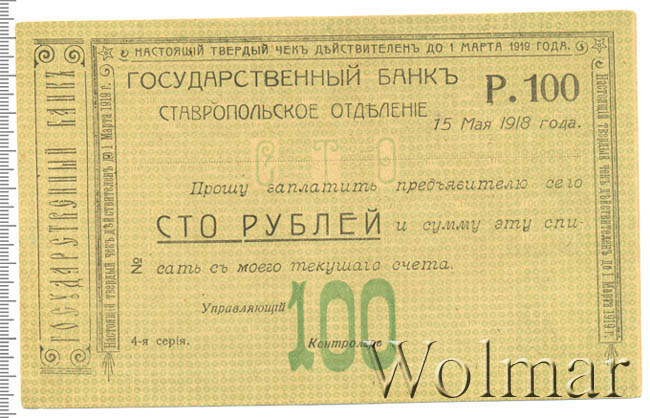 НАСТОЯЩІЙ ТВЕРДЫЙ ЧЕКЪ ДѢЙСТВИТЕЛЕНЪ ДО 1 МАРТА 1919 ГОДА.
ГОСУДАРСТВЕННЫЙ БАНКЪ
Р. 100
СТАВРОПОЛЬСКОЕ ОТДѢЛЕНІЕ
15 Мая 1918 года.
СТО
Прошу заплатить предъявителю сего
СТО РУБЛЕЙ и сумму эту спи-
№ сать съ моего текущаго счета.
Управляющій
100
4-я серія.
Контролеръ
ГОСУДАРСТВЕННЫЙ БАНКЪ
Настоящій твердый чекъ дѣйствителенъ до 1 Марта 1919 г.
Настоящій твердый чекъ дѣйствителенъ до 1 Марта 1919 г.
Wolmar